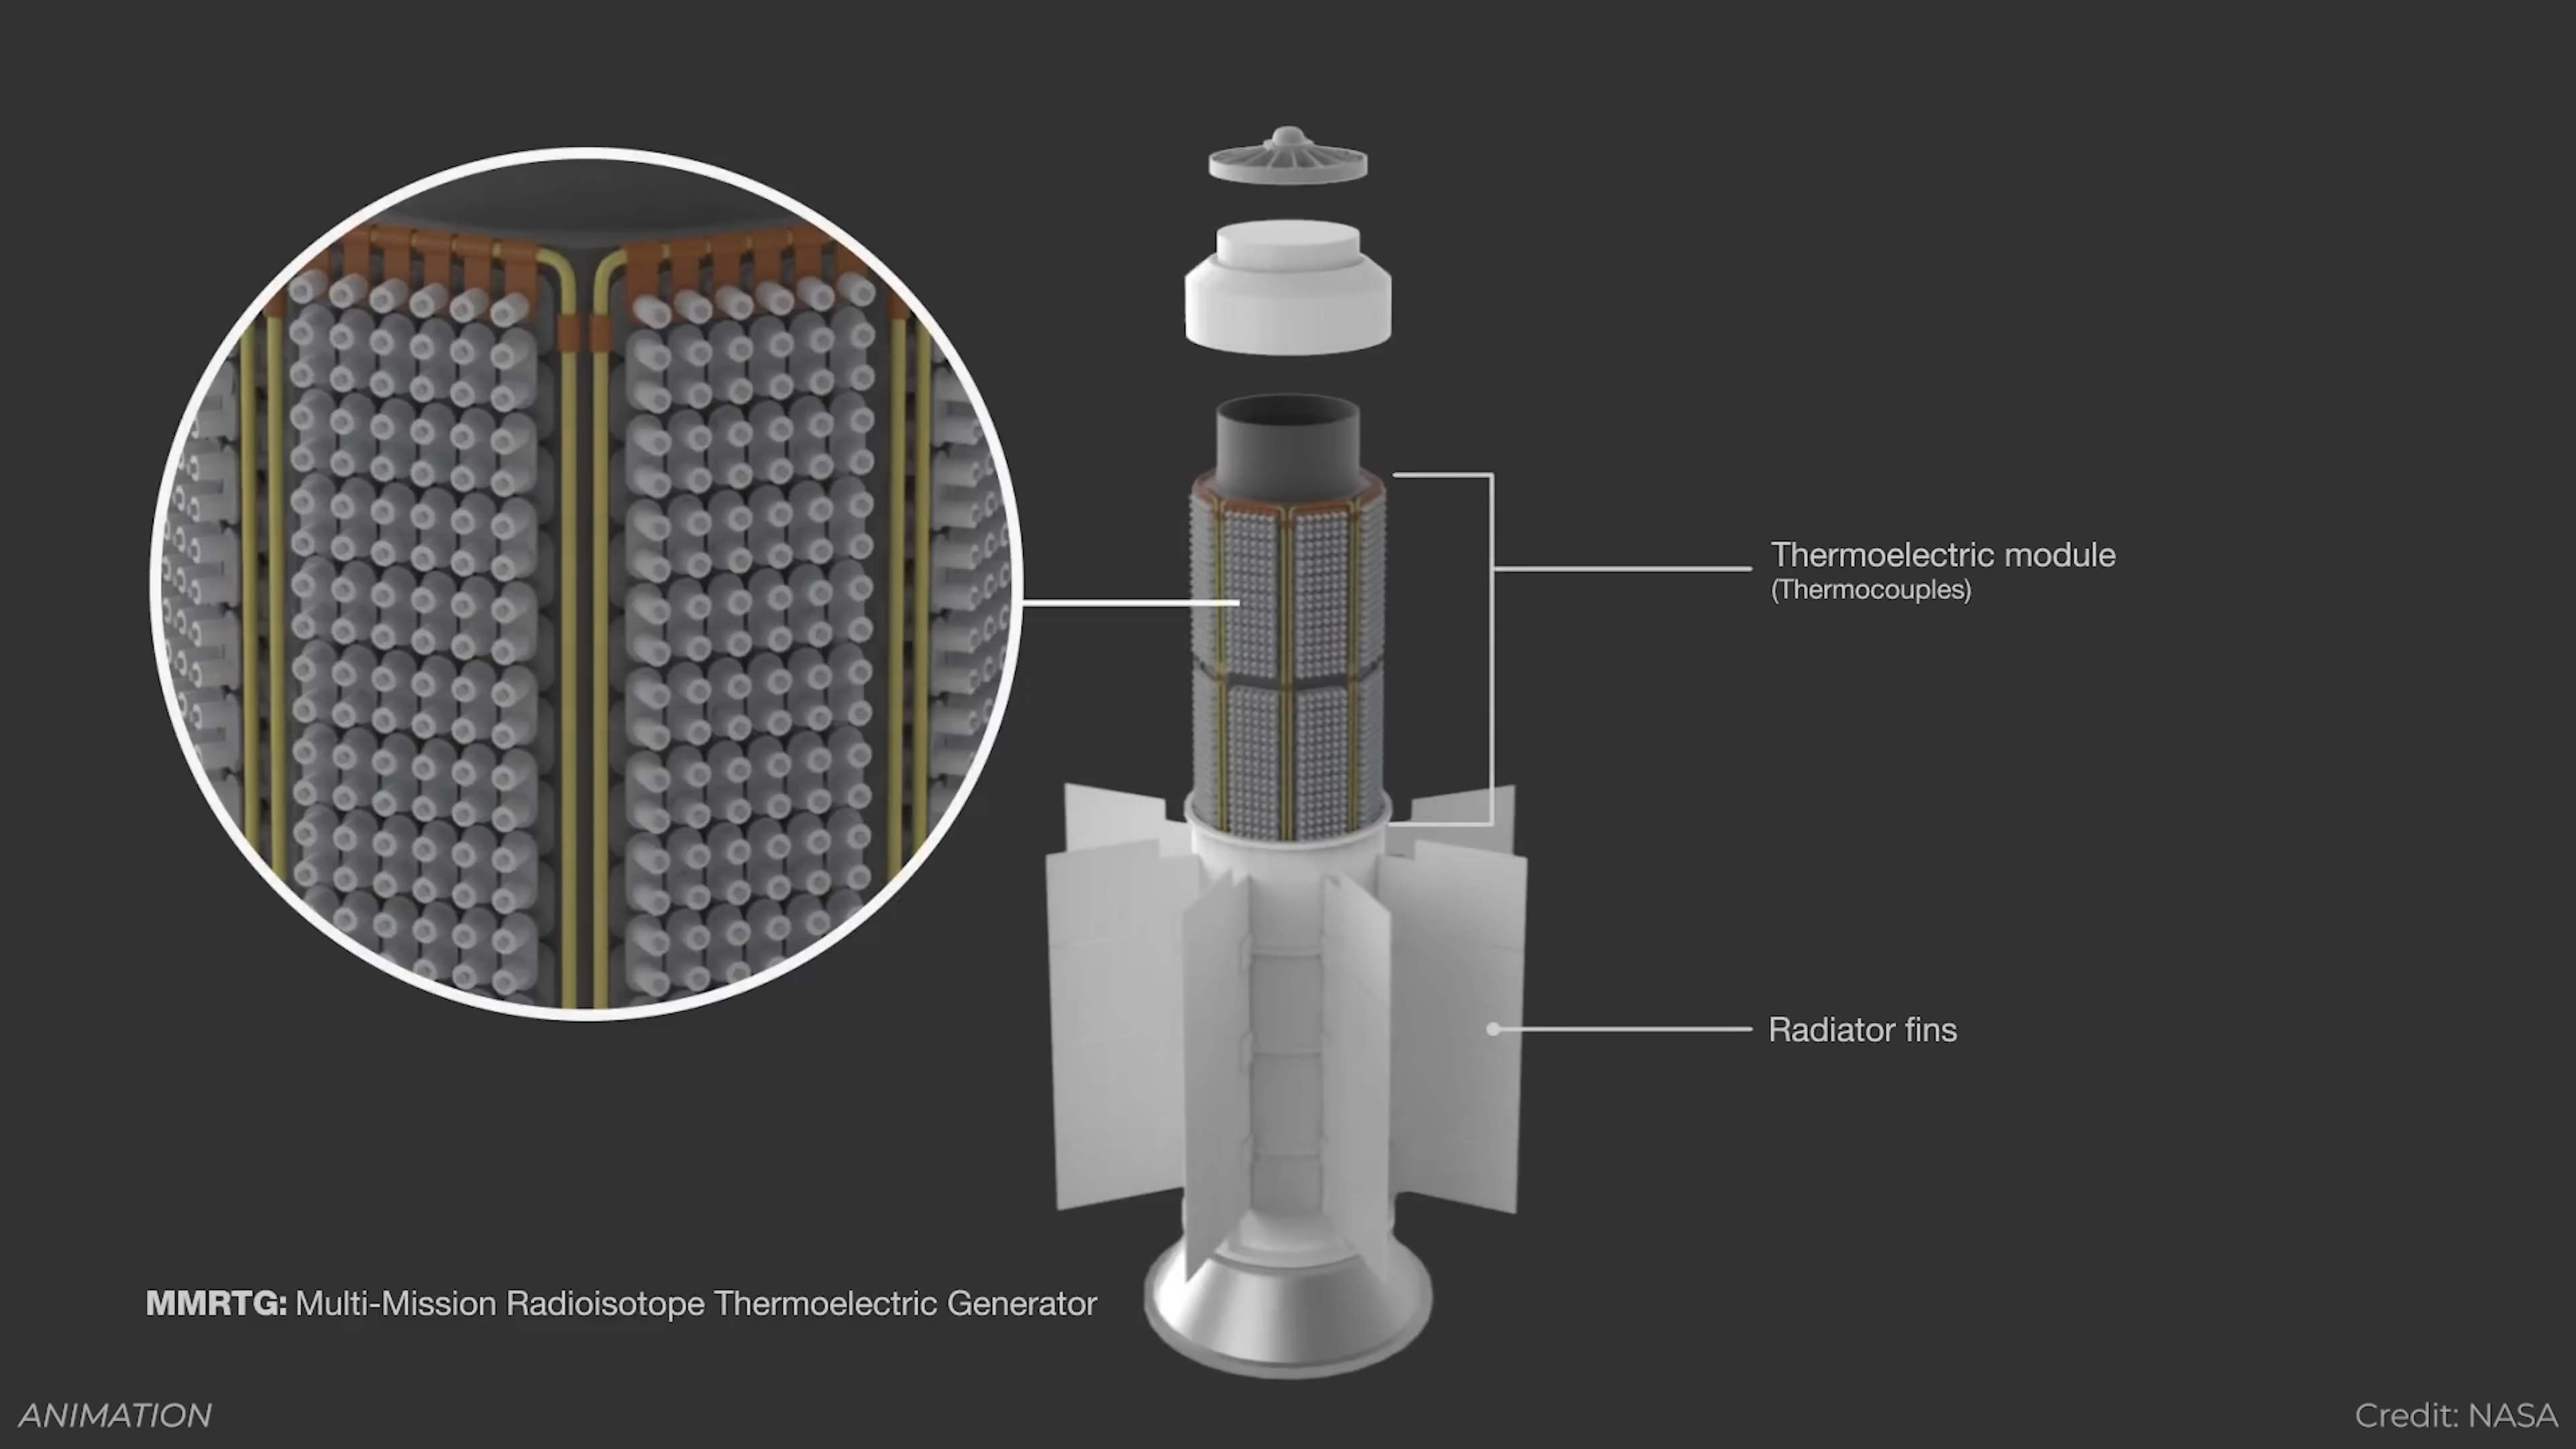 Thermoelectric module
(Thermocouples)
Radiator fins
MMRTG: Multi-Mission Radioisotope Thermoelectric Generator
ANIMATION
Credit: NASA